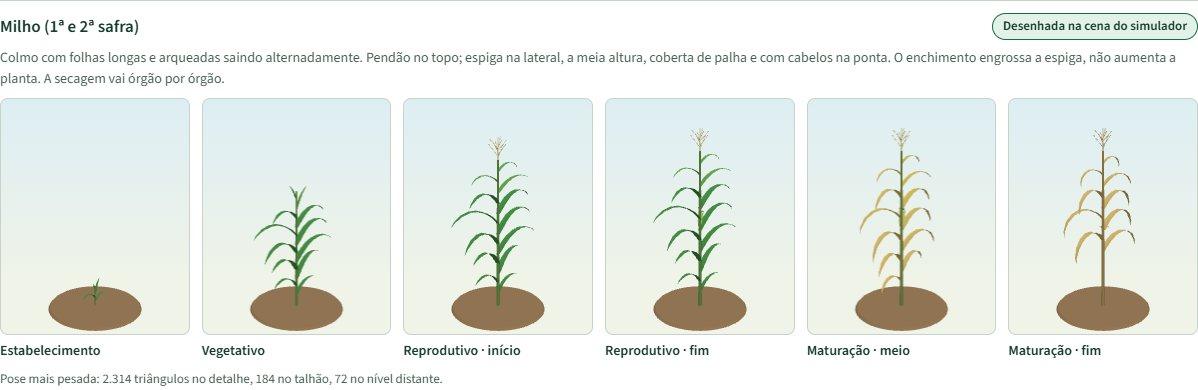 Milho (1ª e 2ª safra)
Desenhada na cena do simulador
Colmo com folhas longas e arqueadas saindo alternadamente. Pendão no topo; espiga na lateral, a meia altura, coberta de palha e com cabelos na ponta. O enchimento engrossa a espiga, não aumenta a
planta. A secagem vai órgão por órgão.
Estabelecimento
Vegetativo
Reprodutivo · início
Reprodutivo · fim
Maturação · meio
Maturação · fim
Pose mais pesada: 2.314 triângulos no detalhe, 184 no talhão, 72 no nível distante.